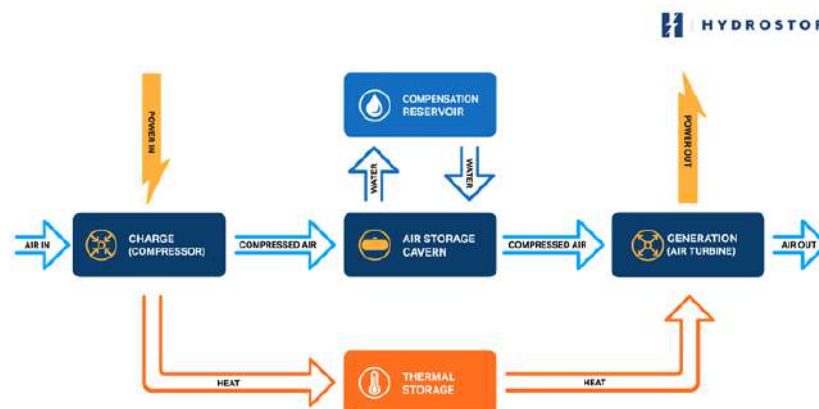 HYDROSTOR
POWER IN
COMPENSATION
RESERVOIR
POWER OUT
WATER
WATER
AIR IN
CHARGE
(COMPRESSOR)
COMPRESSED AIR
AIR STORAGE
CAVERN
COMPRESSED AIR
GENERATION
(AIR TURBINE)
AIR OUT
HEAT
THERMAL
STORAGE
HEAT